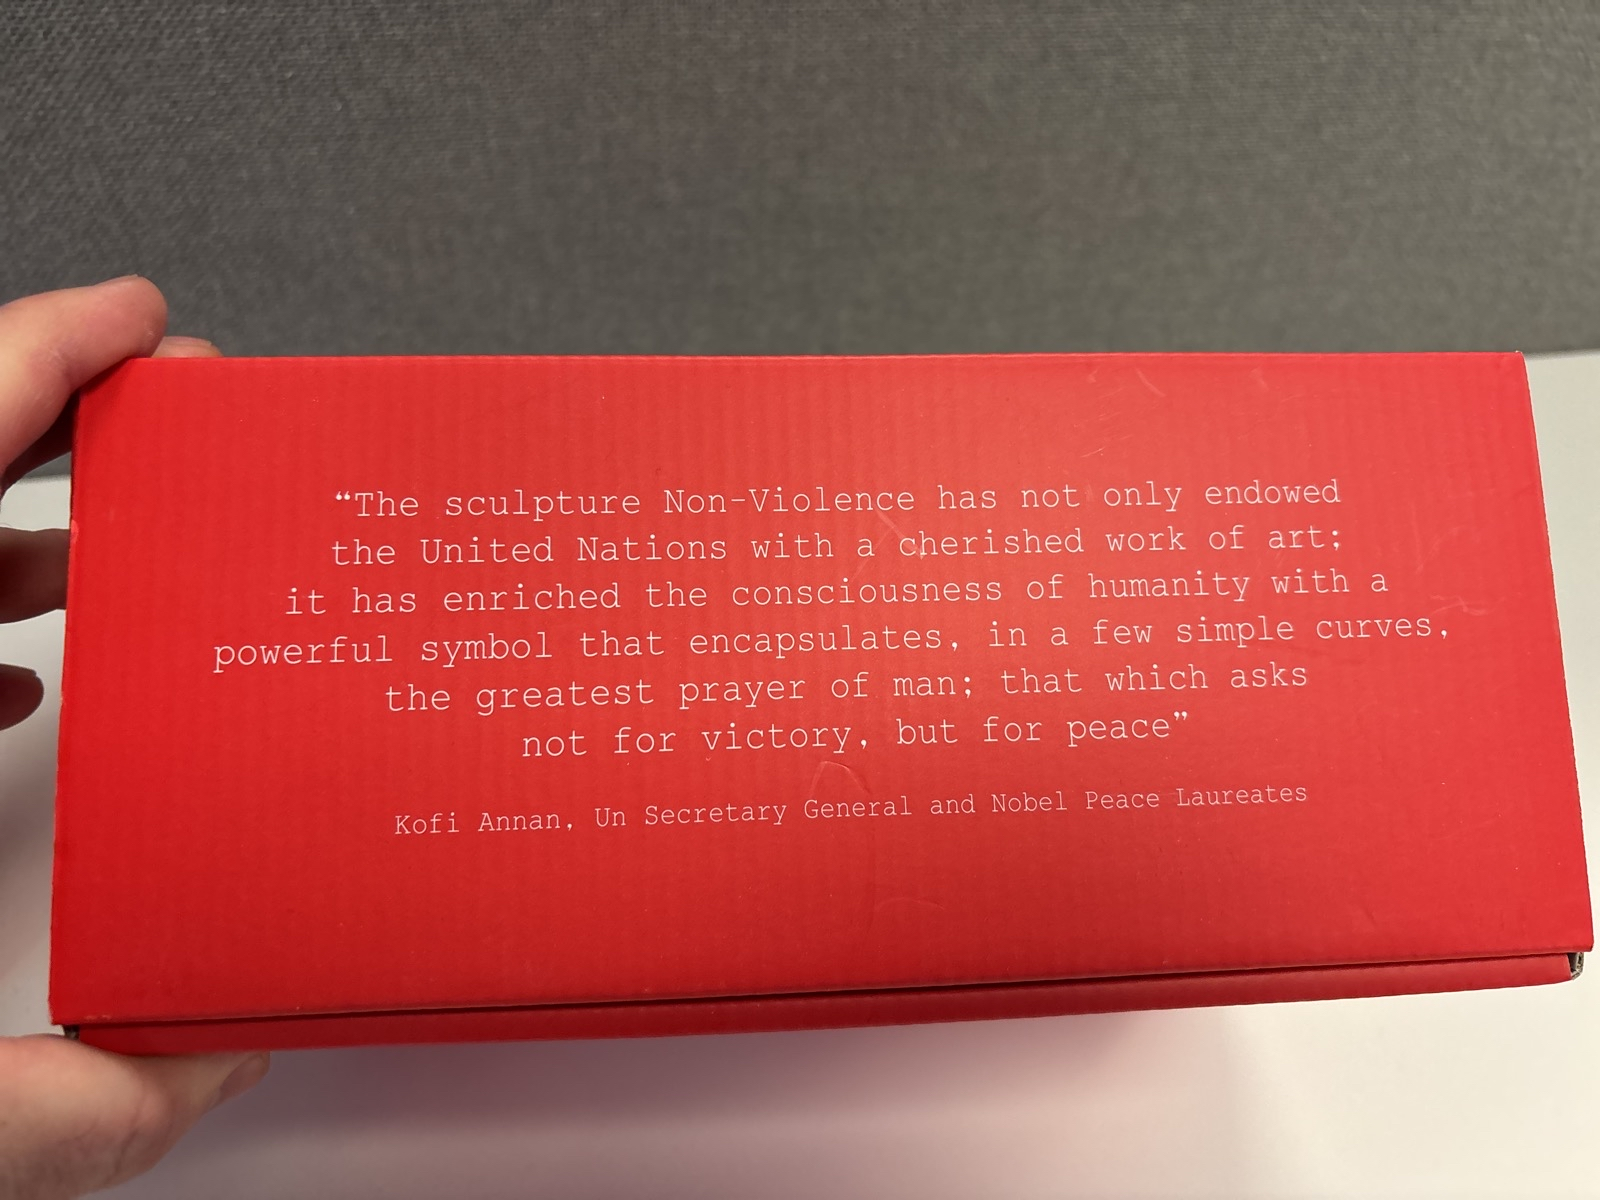 “The sculpture Non-Violence has not only endowed
the United Nations with a cherished work of art;
it has enriched the consciousness of humanity with a
powerful symbol that encapsulates, in a few simple curves,
the greatest prayer of man; that which asks
not for victory, but for peace”
Kofi Annan, Un Secretary General and Nobel Peace Laureates